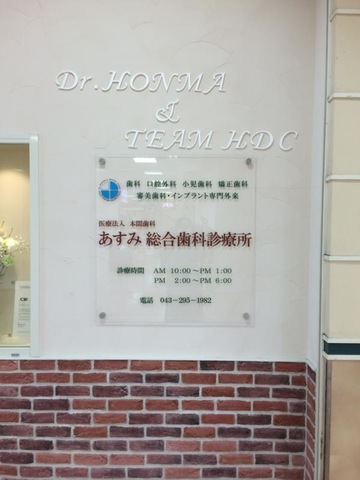 Dr.HONMA
&
TEAM HDC
歯科 口腔外科 小児歯科 矯正歯科
審美歯科・インプラント専門外来
医療法人 本間歯科
あすみ 総合歯科診療所
診療時間 AM 10:00~PM 1:00
PM 2:00~PM 6:00
電話 043-295-1982